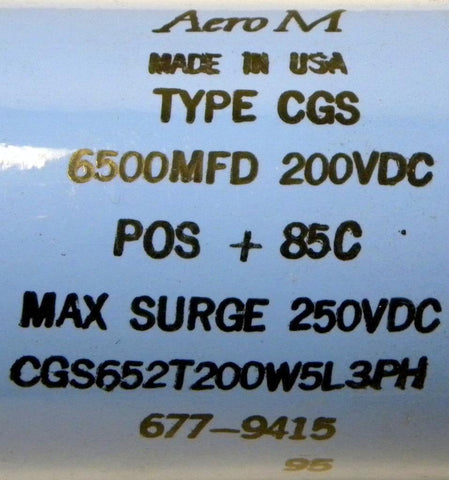 Aero M
MADE IN USA
TYPE CGS
6500MFD 200VDC
POS + 85C
MAX SURGE 250VDC
CGS652T200W5L3PH
677-9415
95